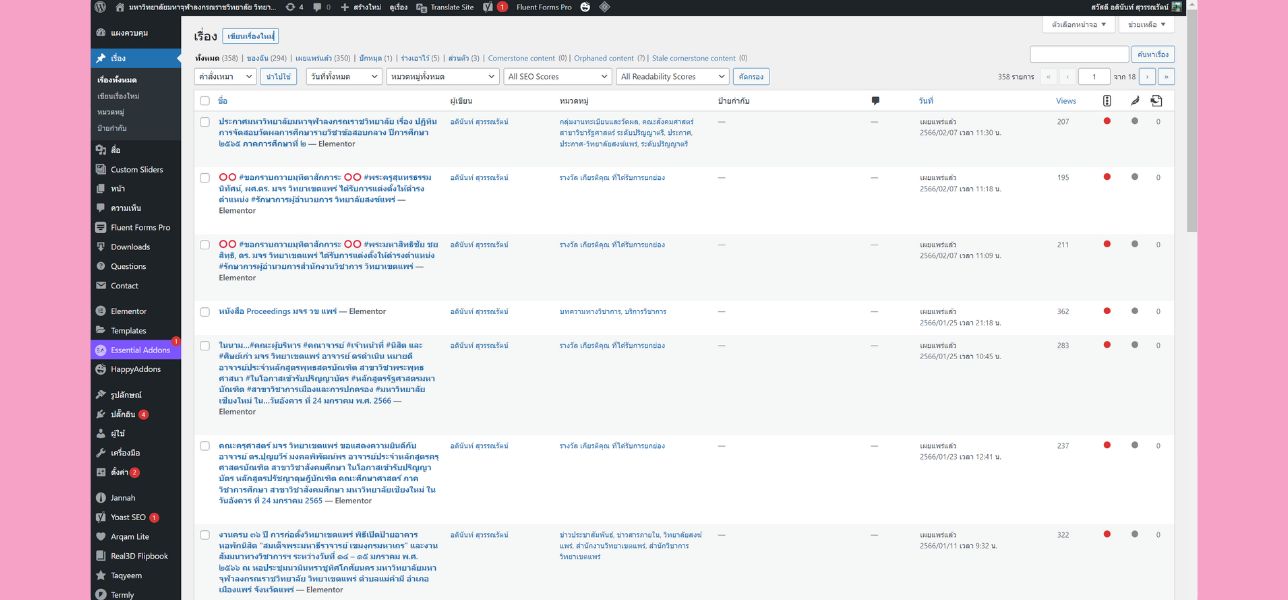 มหาวิทยาลัยมหาจุฬาลงกรณราชวิทยาลัย วิทยา... 4 0 สร้างใหม่ ดูเรื่อง Translate Site 1 Fluent Forms Pro สวัสดี อดินันท์ สุวรรณรัตน์
แผงควบคุม
เรื่อง
เรื่องทั้งหมด
เขียนเรื่องใหม่
หมวดหมู่
ป้ายกำกับ
สื่อ
Custom Sliders
หน้า
ความเห็น
Fluent Forms Pro
Downloads
Questions
Contact
Elementor
Templates
Essential Addons 1
HappyAddons
รูปลักษณ์
ปลั๊กอิน 4
ผู้ใช้
เครื่องมือ
ตั้งค่า 2
Jannah
Yoast SEO 1
Arqam Lite
Real3D Flipbook
Taqyeem
Termly
เรื่อง เขียนเรื่องใหม่
ตัวเลือกหน้าจอ ช่วยเหลือ
ทั้งหมด (358) | ของฉัน (294) | เผยแพร่แล้ว (350) | ปักหมุด (1) | ร่างเอาไว้ (5) | ส่วนตัว (3) | Cornerstone content (0) | Orphaned content (?) | Stale cornerstone content (0)
ค้นหาเรื่อง
คำสั่งเหมา นำไปใช้ วันที่ทั้งหมด หมวดหมู่ทั้งหมด All SEO Scores All Readability Scores คัดกรอง
358 รายการ « ‹ 1 จาก 18 › »
ชื่อ ผู้เขียน หมวดหมู่ ป้ายกำกับ วันที่ Views
ประกาศมหาวิทยาลัยมหาจุฬาลงกรณราชวิทยาลัย เรื่อง ปฏิทิน
การจัดสอบวัดผลการศึกษารายวิชาข้อสอบกลาง ปีการศึกษา
๒๕๖๕ ภาคการศึกษาที่ ๒ — Elementor
อดินันท์ สุวรรณรัตน์
กลุ่มงานทะเบียนและวัดผล, คณะสังคมศาสตร์
สาขาวิชารัฐศาสตร์ ระดับปริญญาตรี, ประกาศ,
ประกาศ-วิทยาลัยสงฆ์แพร่, ระดับปริญญาตรี
— —
เผยแพร่แล้ว
2566/02/07 เวลา 11:30 น.
207 0
⭕⭕ #ขอกราบถวายมุทิตาสักการะ ⭕⭕ #พระครูสุนทรธรรม
นิทัศน์, ผศ.ดร. มจร วิทยาเขตแพร่ ได้รับการแต่งตั้งให้ดำรง
ตำแหน่ง #รักษาการผู้อำนวยการ วิทยาลัยสงฆ์แพร่ —
Elementor
อดินันท์ สุวรรณรัตน์
รางวัล เกียรติคุณ ที่ได้รับการยกย่อง
— —
เผยแพร่แล้ว
2566/02/07 เวลา 11:18 น.
195 0
⭕⭕ #ขอกราบถวายมุทิตาสักการะ ⭕⭕ #พระมหาสิทธิชัย ชย
สิทฺธิ, ดร. มจร วิทยาเขตแพร่ ได้รับการแต่งตั้งให้ดำรงตำแหน่ง
#รักษาการผู้อำนวยการสำนักงานวิชาการ วิทยาเขตแพร่ —
Elementor
อดินันท์ สุวรรณรัตน์
รางวัล เกียรติคุณ ที่ได้รับการยกย่อง
— —
เผยแพร่แล้ว
2566/02/07 เวลา 11:09 น.
211 0
หนังสือ Proceedings มจร วข แพร่ — Elementor
อดินันท์ สุวรรณรัตน์
บทความทางวิชาการ, บริการวิชาการ
— —
เผยแพร่แล้ว
2566/01/25 เวลา 21:18 น.
362 0
ในนาม...#คณะผู้บริหาร #คณาจารย์ #เจ้าหน้าที่ #นิสิต และ
#ศิษย์เก่า มจร วิทยาเขตแพร่ อาจารย์ ดรดำเนิน หมายดี
อาจารย์ประจำหลักสูตรพุทธศาสตรบัณฑิต สาขาวิชาพระพุทธ
ศาสนา #ในโอกาสเข้ารับปริญญาบัตร #หลักสูตรรัฐศาสตรมหา
บัณฑิต #สาขาวิชาการเมืองและการปกครอง #มหาวิทยาลัย
เชียงใหม่ ใน...วันอังคาร ที่ 24 มกราคม พ.ศ. 2566 —
Elementor
อดินันท์ สุวรรณรัตน์
รางวัล เกียรติคุณ ที่ได้รับการยกย่อง
— —
เผยแพร่แล้ว
2566/01/25 เวลา 10:45 น.
283 0
คณะครุศาสตร์ มจร วิทยาเขตแพร่ ขอแสดงความยินดีกับ
อาจารย์ ดร.ปุญยวีร์ มงคลพิพัฒน์พร อาจารย์ประจำหลักสูตรครุ
ศาสตรบัณฑิต สาขาวิชาสังคมศึกษา ในโอกาสเข้ารับปริญญา
บัตร หลักสูตรปรัชญาดุษฎีบัณฑิต คณะศึกษาศาสตร์ ภาค
วิชาการศึกษา สาขาวิชาสังคมศึกษา มหาวิทยาลัยเชียงใหม่ ใน
วันอังคาร ที่ 24 มกราคม 2565 — Elementor
อดินันท์ สุวรรณรัตน์
รางวัล เกียรติคุณ ที่ได้รับการยกย่อง
— —
เผยแพร่แล้ว
2566/01/23 เวลา 12:41 น.
237 0
งานครบ ๓๖ ปี การก่อตั้งวิทยาเขตแพร่ พิธีเปิดป้ายอาคาร
หอพักนิสิต "สมเด็จพระมหาธีราจารย์ เขมงฺกรมหาเถร" และงาน
สัมมนาทางวิชาการฯ ระหว่างวันที่ ๑๔ – ๑๕ มกราคม พ.ศ.
๒๕๖๖ ณ หอประชุมนวมินทราชูทิศโกศัยนคร มหาวิทยาลัยมหา
จุฬาลงกรณราชวิทยาลัย วิทยาเขตแพร่ ตำบลแม่คำมี อำเภอ
เมืองแพร่ จังหวัดแพร่ — Elementor
อดินันท์ สุวรรณรัตน์
ข่าวประชาสัมพันธ์, ข่าวสารภายใน, วิทยาลัยสงฆ์
แพร่, สำนักงานวิทยาเขตแพร่, สำนักวิชาการ
วิทยาเขตแพร่
— —
เผยแพร่แล้ว
2566/01/11 เวลา 9:32 น.
322 0